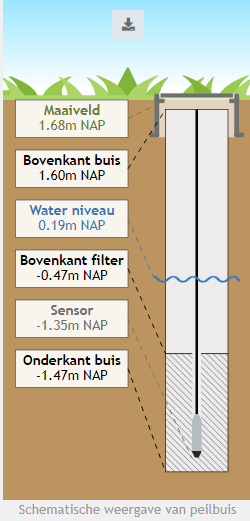 Maaiveld
1.68m NAP
Bovenkant buis
1.60m NAP
Water niveau
0.19m NAP
Bovenkant filter
-0.47m NAP
Sensor
-1.35m NAP
Onderkant buis
-1.47m NAP
Schematische weergave van peilbuis